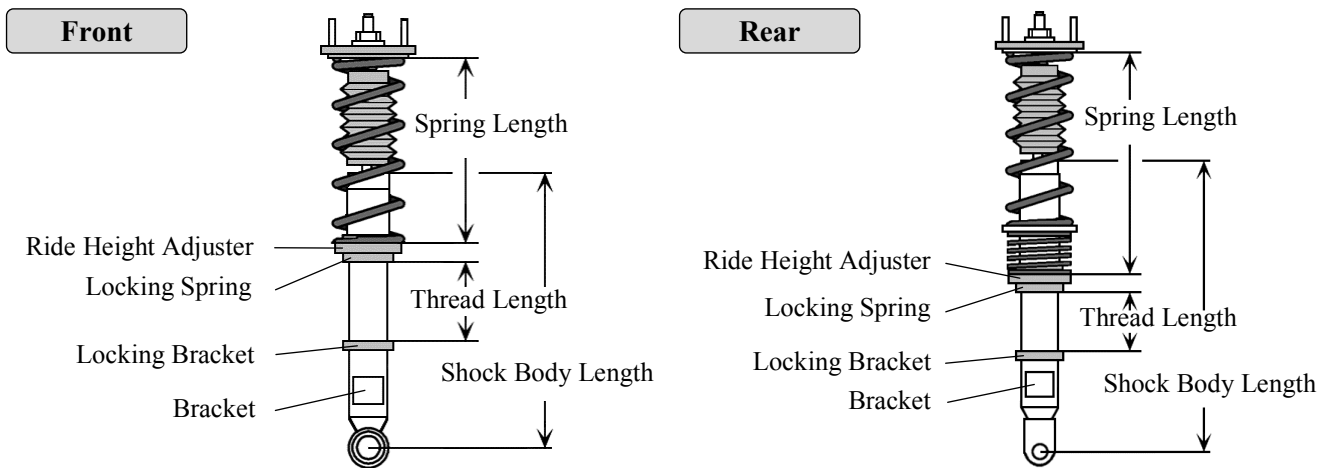 Front
Spring Length
Ride Height Adjuster
Locking Spring
Thread Length
Locking Bracket
Shock Body Length
Bracket
Rear
Spring Length
Ride Height Adjuster
Locking Spring
Thread Length
Locking Bracket
Shock Body Length
Bracket